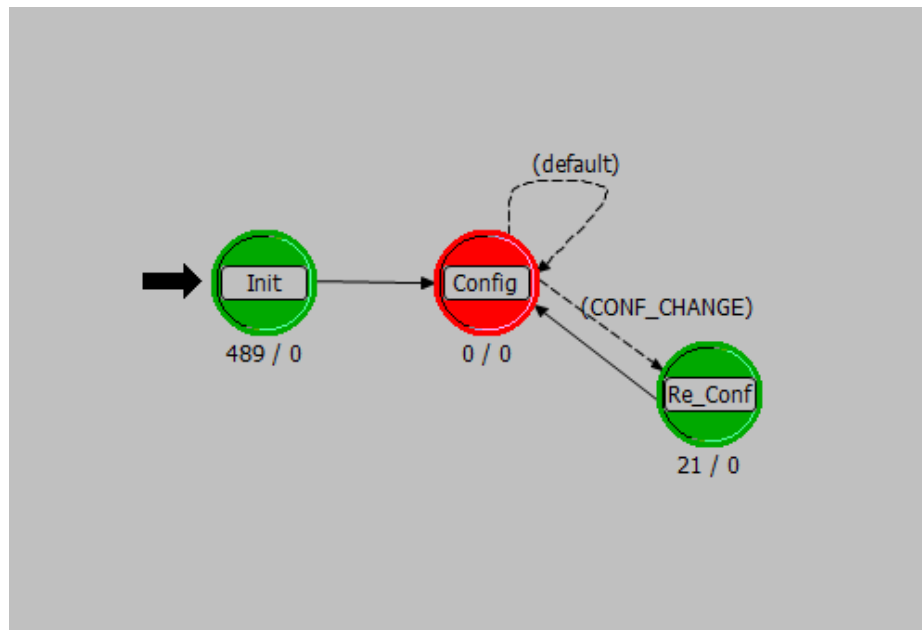 (default)
Init
Config
(CONF_CHANGE)
489 / 0
0 / 0
Re_Conf
21 / 0